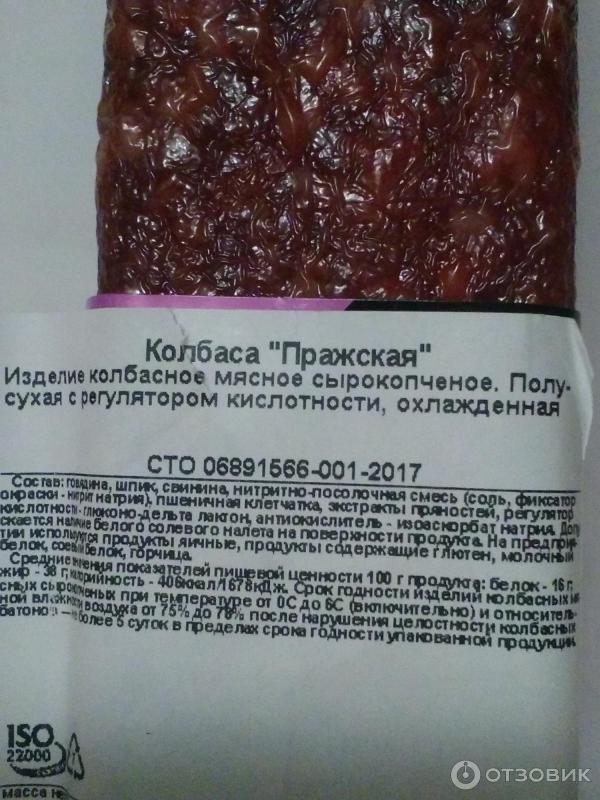 Колбаса "Пражская"
Изделие колбасное мясное сырокопченое. Полу-
сухая с регулятором кислотности, охлажденная
СТО 06891566-001-2017
Состав: говядина, шпик, свинина, нитритно-посолочная смесь (соль, фиксатор
окраски - нитрит натрия), пшеничная клетчатка, экстракты пряностей, регулятор
кислотности - глюконо-дельта лактон, антиокислитель - изоаскорбат натрия. Допу
скается наличие белого солевого налета на поверхности продукта. На предприя
тии используются продукты яичные, продукты содержащие глютен, молочный
белок, соевый белок, горчица.
Средние значения показателей пищевой ценности 100 г продукта: белок - 16 г,
жир - 38 г, калорийность - 406ккал/1678кДж. Срок годности изделий колбасных мяс
сных сырокопченых при температуре от 0С до 6С (включительно) и относитель-
ной влажности воздуха от 75% до 78% после нарушения целостности колбасных
батонов - не более 5 суток в пределах срока годности упакованной продукции.
ISO
22000
масса не
ОТЗОВИК